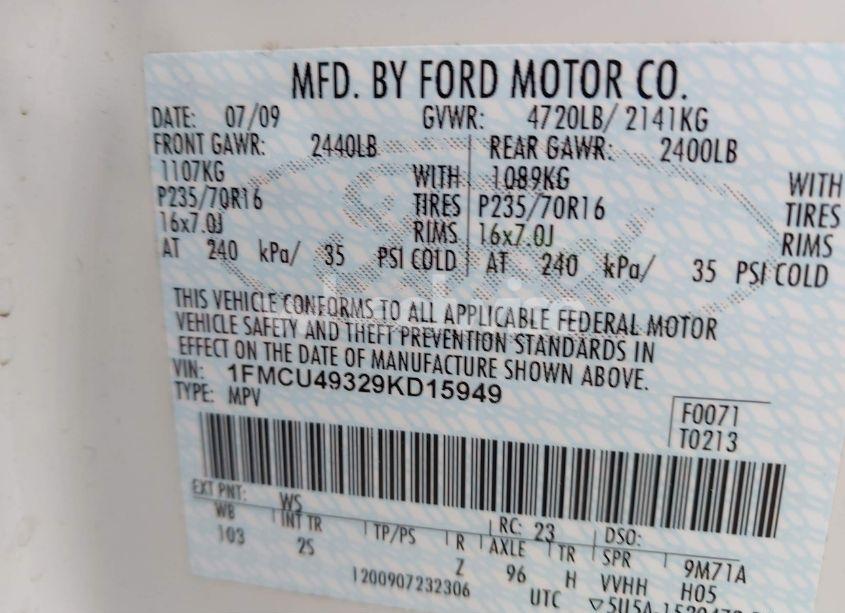 MFD. BY FORD MOTOR CO.
DATE: 07/09 GVWR: 4720LB/ 2141KG
FRONT GAWR: 2440LB REAR GAWR: 2400LB
1107KG WITH 1089KG WITH
P235/70R16 TIRES P235/70R16 TIRES
16x7.0J RIMS 16x7.0J RIMS
AT 240 kPa/ 35 PSI COLD AT 240 kPa/ 35 PSI COLD
THIS VEHICLE CONFORMS TO ALL APPLICABLE FEDERAL MOTOR
VEHICLE SAFETY AND THEFT PREVENTION STANDARDS IN
EFFECT ON THE DATE OF MANUFACTURE SHOWN ABOVE.
VIN: 1FMCU49329KD15949
TYPE: MPV
F0071
T0213
EXT PNT: WS RC: 23 DSO:
WB INT TR TP/PS R AXLE TR SPR 9M71A
103 2S Z 96 H VVHH H05
1200907232306 UTC